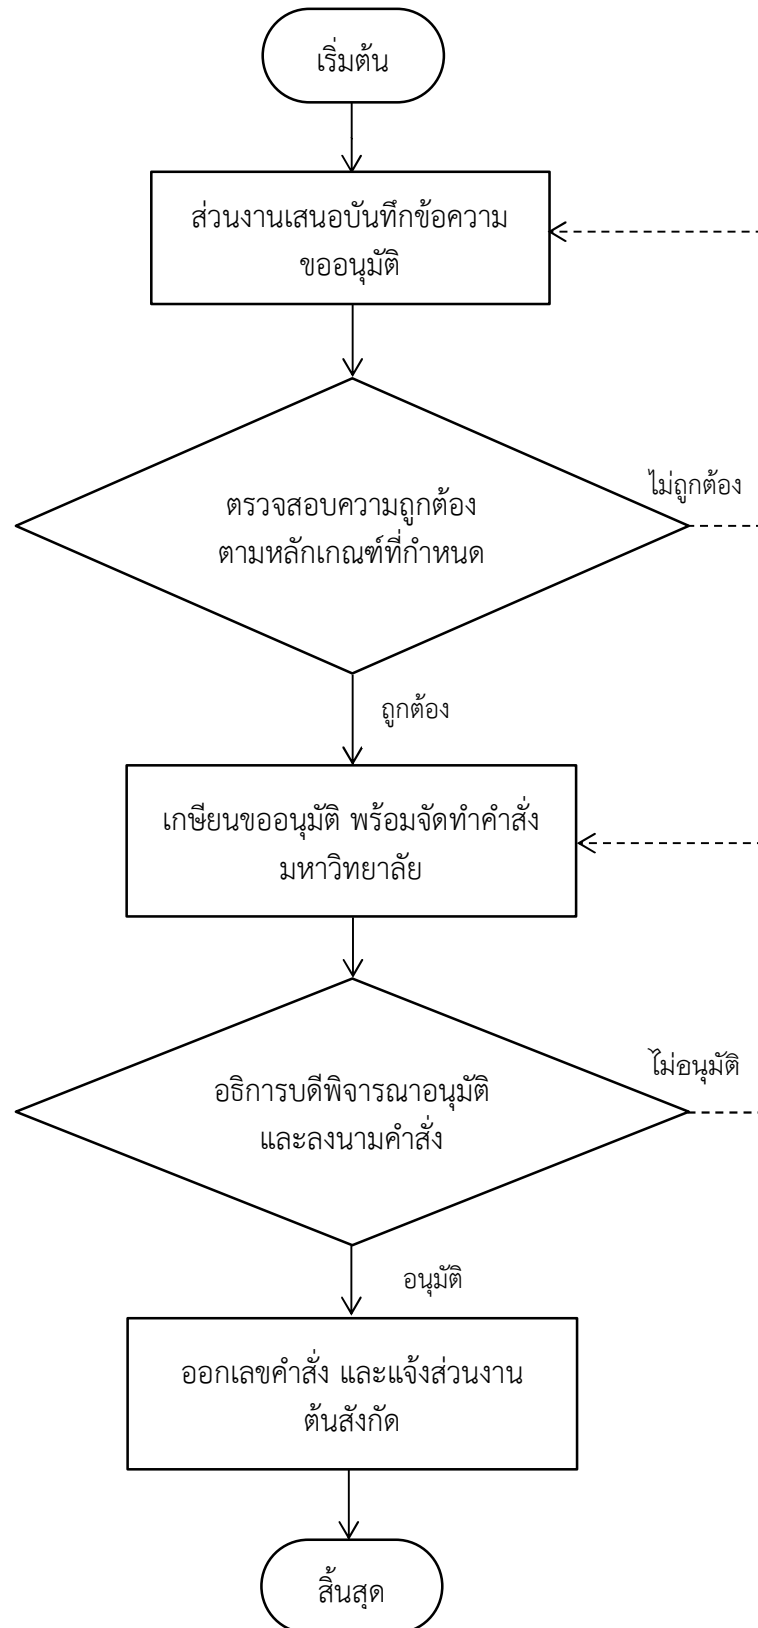 เริ่มต้น
ส่วนงานเสนอบันทึกข้อความ
ขออนุมัติ
ตรวจสอบความถูกต้อง
ตามหลักเกณฑ์ที่กำหนด
ไม่ถูกต้อง
ถูกต้อง
เกษียนขออนุมัติ พร้อมจัดทำคำสั่ง
มหาวิทยาลัย
อธิการบดีพิจารณาอนุมัติ
และลงนามคำสั่ง
ไม่อนุมัติ
อนุมัติ
ออกเลขคำสั่ง และแจ้งส่วนงาน
ต้นสังกัด
สิ้นสุด